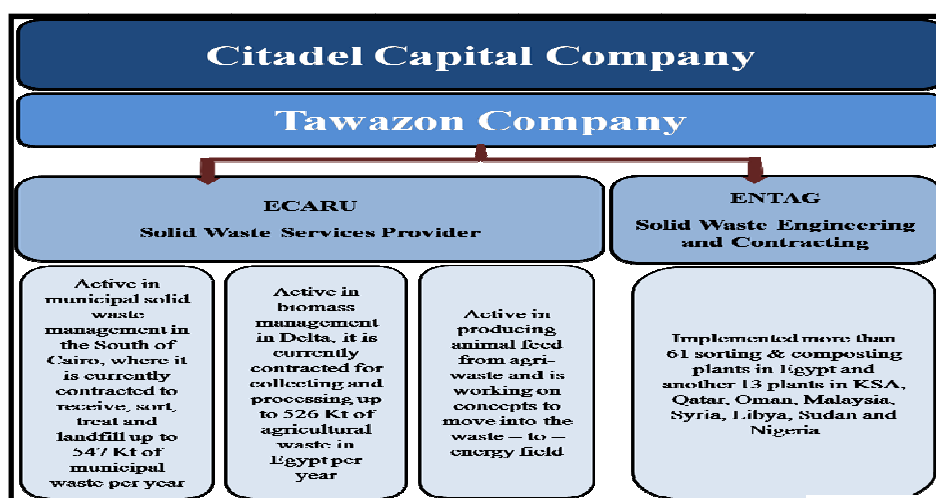 Citadel Capital Company
Tawazon Company
ECARU
Solid Waste Services Provider
ENTAG
Solid Waste Engineering
and Contracting
Active in
municipal solid
waste
management in
the South of
Cairo, where it
is currently
contracted to
receive, sort,
treat and
landfill up to
547 Kt of
municipal
waste per year
Active in
biomass
management
in Delta, it is
currently
contracted for
collecting and
processing up
to 526 Kt of
agricultural
waste in
Egypt per
year
Active in
producing
animal feed
from agri-
waste and is
working on
concepts to
move into the
waste – to –
energy field
Implemented more than
61 sorting & composting
plants in Egypt and
another 13 plants in KSA,
Qatar, Oman, Malaysia,
Syria, Libya, Sudan and
Nigeria